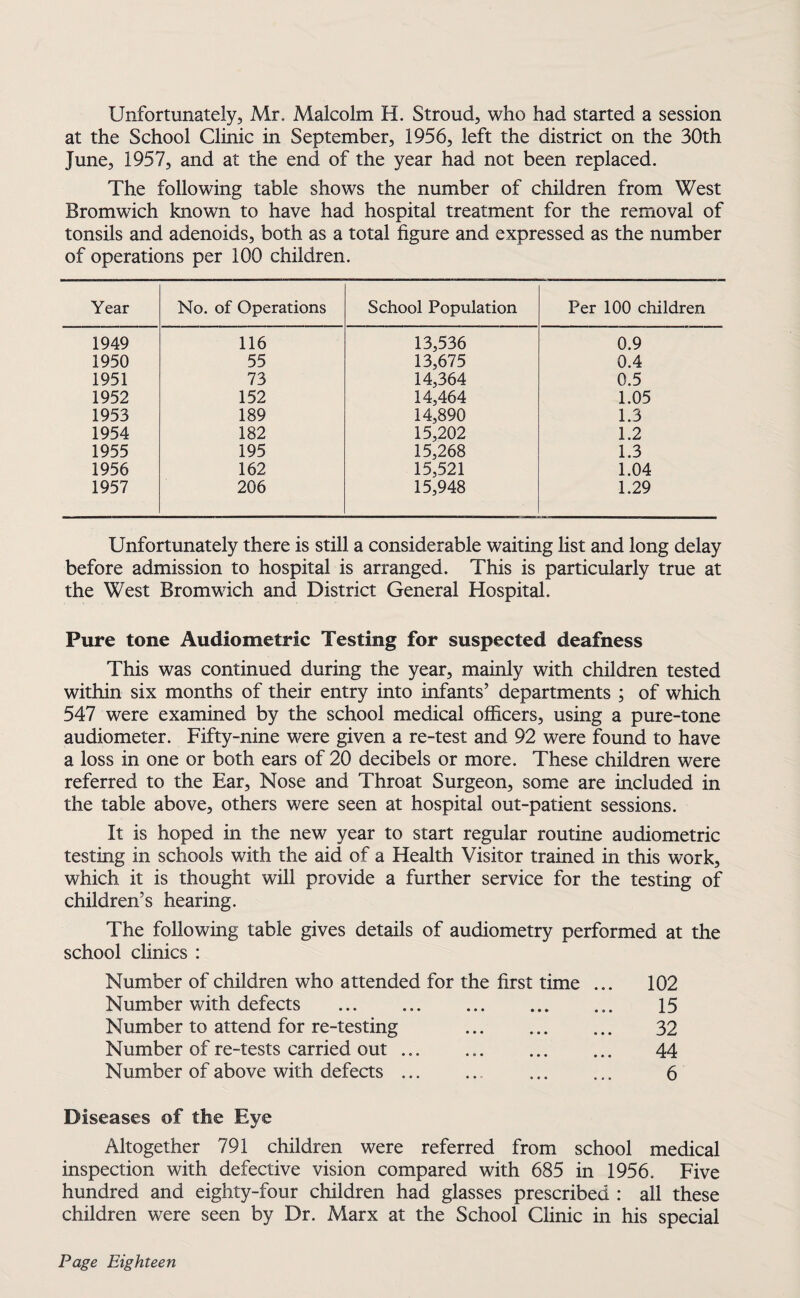 Unfortunately, Mr. Malcolm H. Stroud, who had started a session
at the School Clinic in September, 1956, left the district on the 30th
June, 1957, and at the end of the year had not been replaced.
The following table shows the number of children from West
Bromwich known to have had hospital treatment for the removal of
tonsils and adenoids, both as a total figure and expressed as the number
of operations per 100 children.
Year No. of Operations School Population Per 100 children
1949 116 13,536 0.9
1950 55 13,675 0.4
1951 73 14,364 0.5
1952 152 14,464 1.05
1953 189 14,890 1.3
1954 182 15,202 1.2
1955 195 15,268 1.3
1956 162 15,521 1.04
1957 206 15,948 1.29
Unfortunately there is still a considerable waiting list and long delay
before admission to hospital is arranged. This is particularly true at
the West Bromwich and District General Hospital.
Pure tone Audiometric Testing for suspected deafness
This was continued during the year, mainly with children tested
within six months of their entry into infants’ departments ; of which
547 were examined by the school medical officers, using a pure-tone
audiometer. Fifty-nine were given a re-test and 92 were found to have
a loss in one or both ears of 20 decibels or more. These children were
referred to the Ear, Nose and Throat Surgeon, some are included in
the table above, others were seen at hospital out-patient sessions.
It is hoped in the new year to start regular routine audiometric
testing in schools with the aid of a Health Visitor trained in this work,
which it is thought will provide a further service for the testing of
children’s hearing.
The following table gives details of audiometry performed at the
school clinics :
Number of children who attended for the first time ... 102
Number with defects ... ... ... ... ... 15
Number to attend for re-testing ... ... ... 32
Number of re-tests carried out ... ... ... ... 44
Number of above with defects ... ... ... ... 6
Diseases of the Eye
Altogether 791 children were referred from school medical
inspection with defective vision compared with 685 in 1956. Five
hundred and eighty-four children had glasses prescribed : all these
children were seen by Dr. Marx at the School Clinic in his special
Page Eighteen